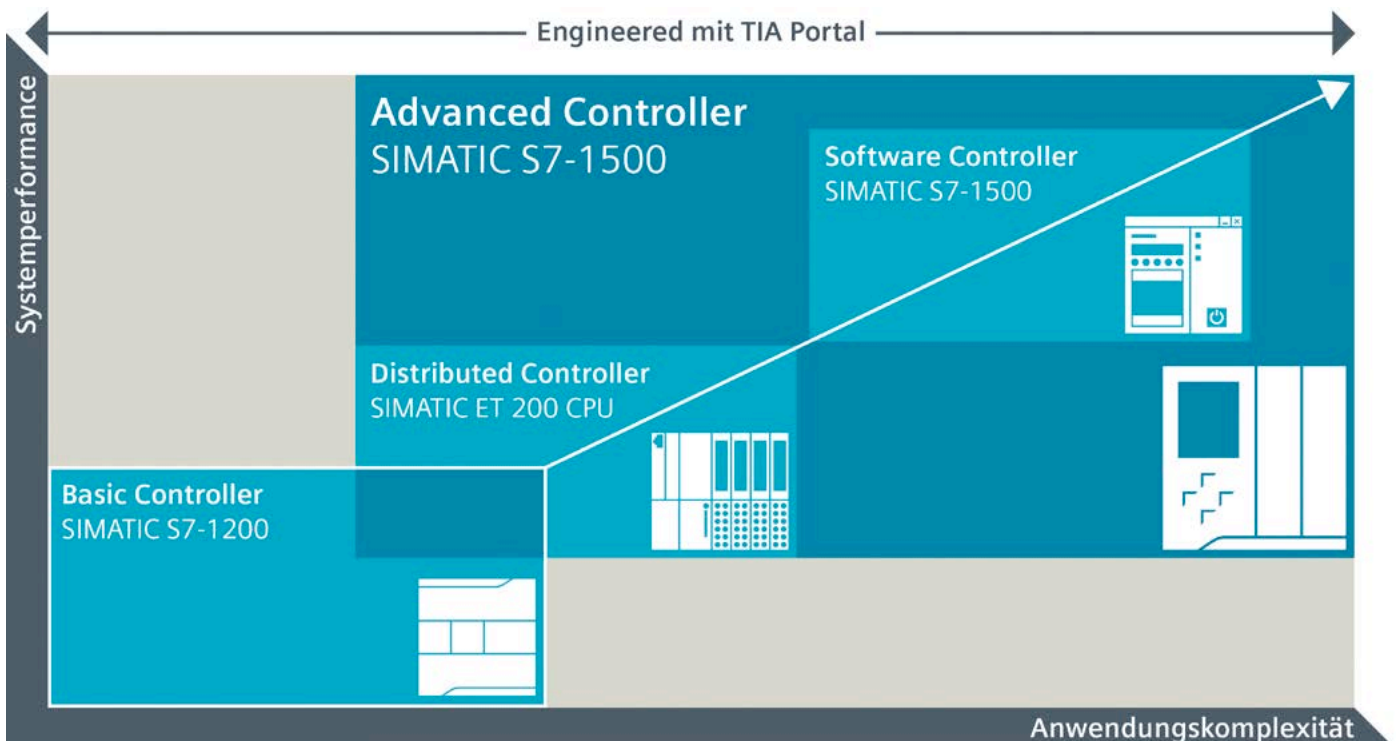 Engineered mit TIA Portal
Systemperformance
Advanced Controller
SIMATIC S7-1500
Software Controller
SIMATIC S7-1500
Distributed Controller
SIMATIC ET 200 CPU
Basic Controller
SIMATIC S7-1200
Anwendungskomplexität